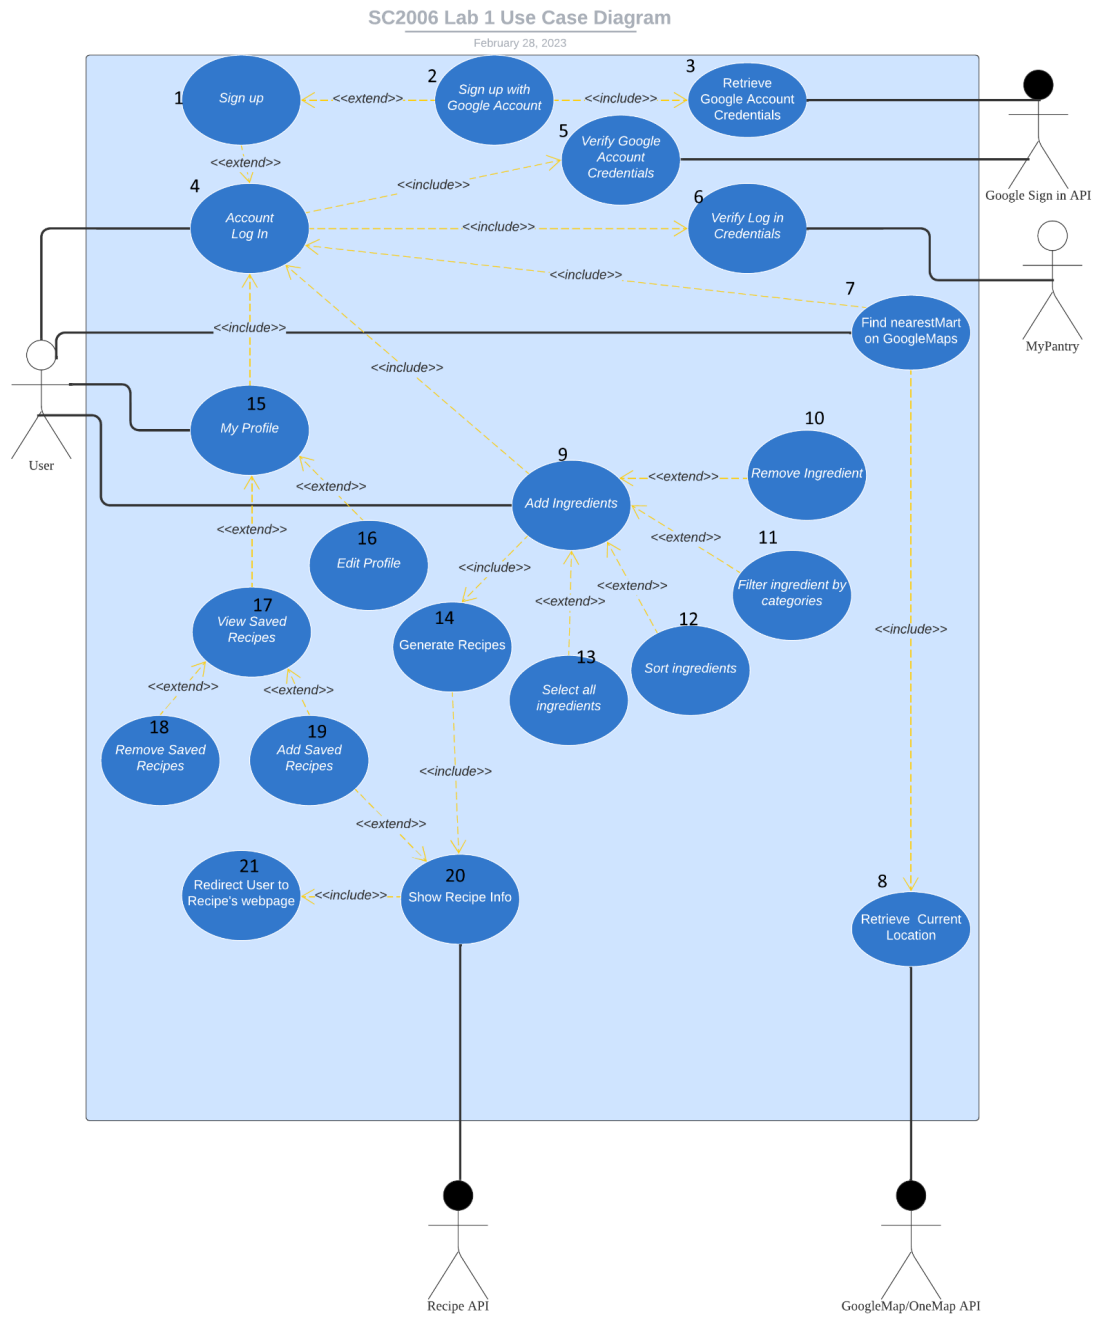 SC2006 Lab 1 Use Case Diagram
February 28, 2023
1
Sign up
<<extend>>
2
Sign up with
Google Account
<<include>>
3
Retrieve
Google Account
Credentials
5
Verify Google
Account
Credentials
Google Sign in API
<<extend>>
4
Account
Log In
<<include>>
<<include>>
6
Verify Log in
Credentials
<<include>>
7
Find nearestMart
on GoogleMaps
MyPantry
<<include>>
<<include>>
User
15
My Profile
<<extend>>
16
Edit Profile
<<extend>>
9
Add Ingredients
<<extend>>
10
Remove Ingredient
<<extend>>
11
Filter ingredient by
categories
<<include>>
<<extend>>
<<extend>>
12
Sort ingredients
13
Select all
ingredients
14
Generate Recipes
<<include>>
17
View Saved
Recipes
<<extend>>
<<extend>>
18
Remove Saved
Recipes
19
Add Saved
Recipes
<<include>>
<<extend>>
20
Show Recipe Info
<<include>>
21
Redirect User to
Recipe's webpage
8
Retrieve  Current
Location
Recipe API
GoogleMap/OneMap API